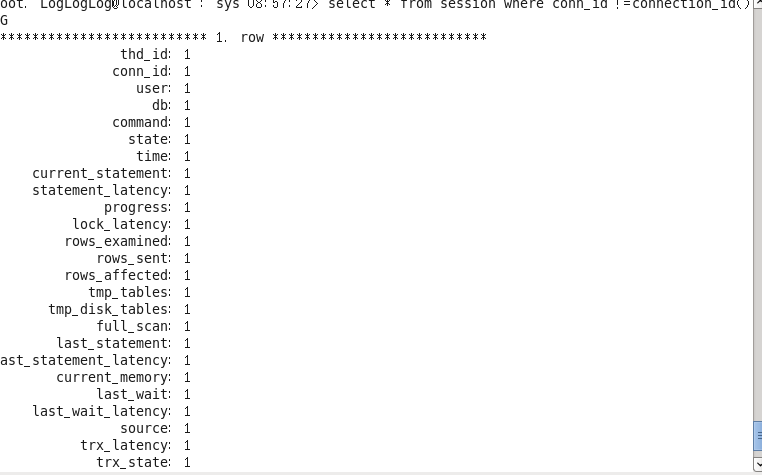 oot. LogLogLog@localhost : sys 08:57:27> select * from session where conn_id !=connection_id()
G
*************************** 1. row ***************************
thd_id: 1
conn_id: 1
user: 1
db: 1
command: 1
state: 1
time: 1
current_statement: 1
statement_latency: 1
progress: 1
lock_latency: 1
rows_examined: 1
rows_sent: 1
rows_affected: 1
tmp_tables: 1
tmp_disk_tables: 1
full_scan: 1
last_statement: 1
ast_statement_latency: 1
current_memory: 1
last_wait: 1
last_wait_latency: 1
source: 1
trx_latency: 1
trx_state: 1